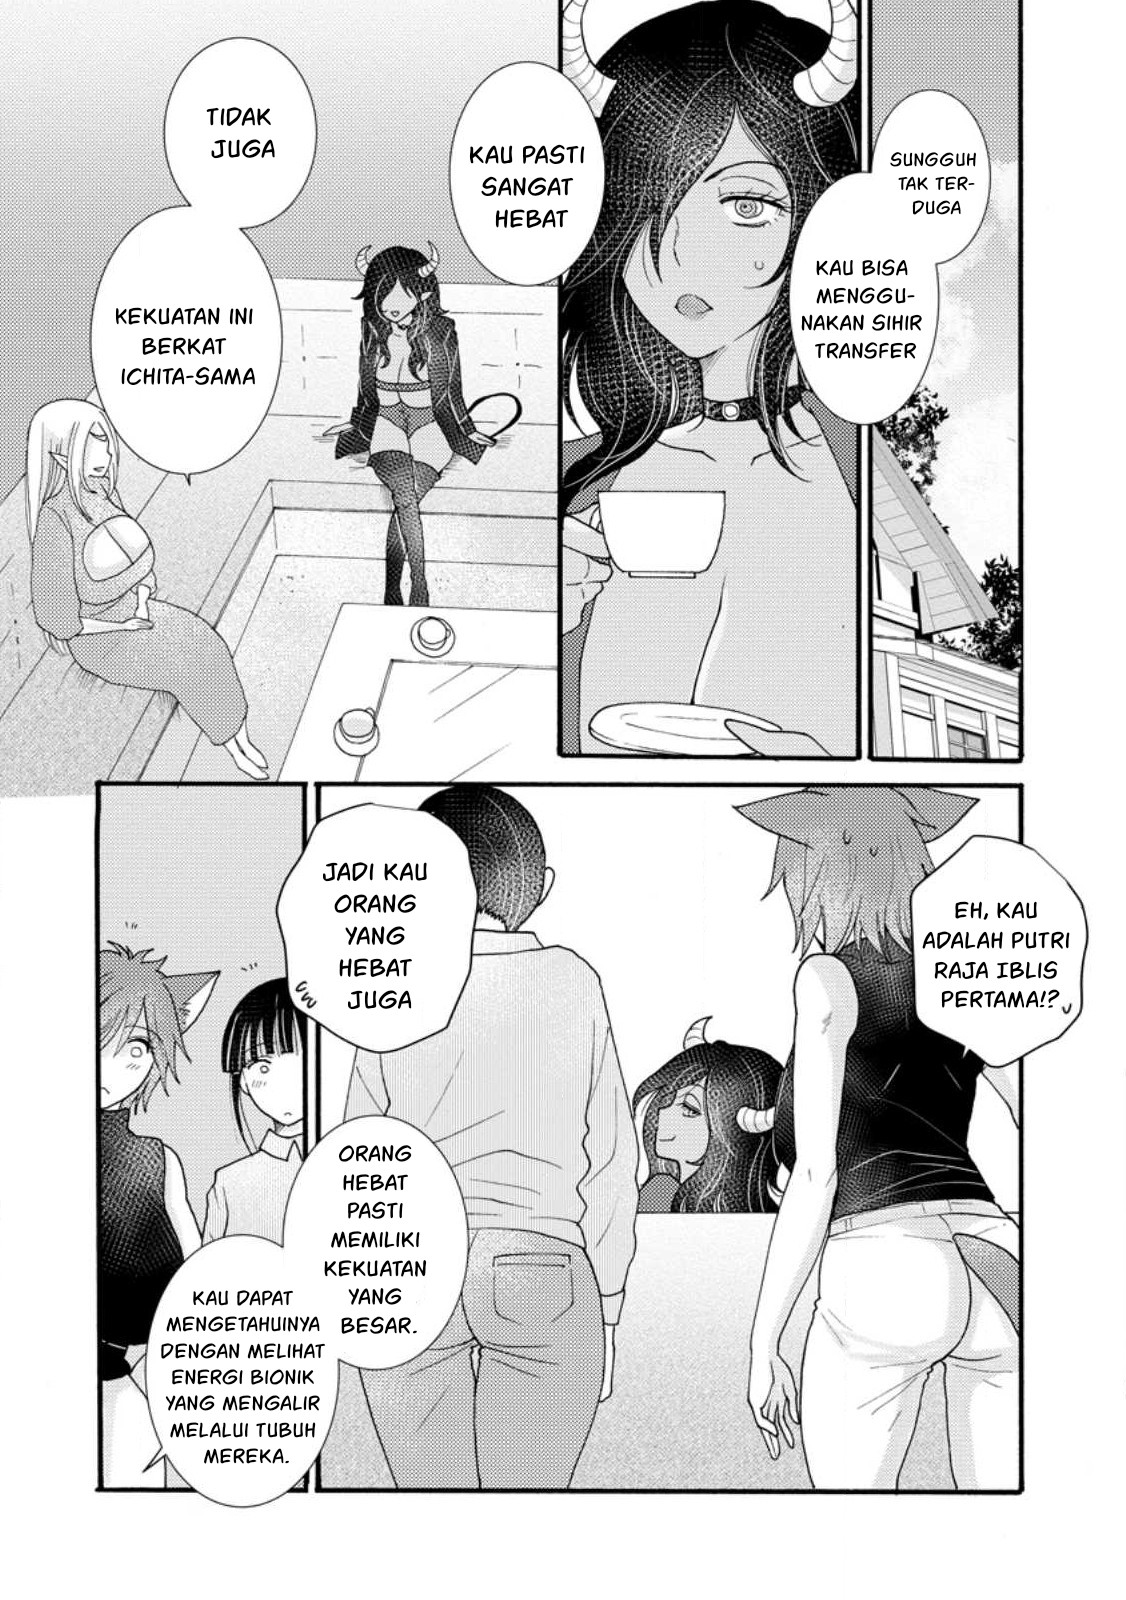 SUNGGUH
TAK TER-
DUGA
KAU BISA
MENGGU-
NAKAN SIHIR
TRANSFER
KAU PASTI
SANGAT
HEBAT
TIDAK
JUGA
KEKUATAN INI
BERKAT
ICHITA-SAMA
EH, KAU
ADALAH PUTRI
RAJA IBLIS
PERTAMA!?
JADI KAU
ORANG
YANG
HEBAT
JUGA
ORANG
HEBAT
PASTI
MEMILIKI
KEKUATAN
YANG
BESAR.
KAU DAPAT
MENGETAHUINYA
DENGAN MELIHAT
ENERGI BIONIK
YANG MENGALIR
MELALUI TUBUH
MEREKA.